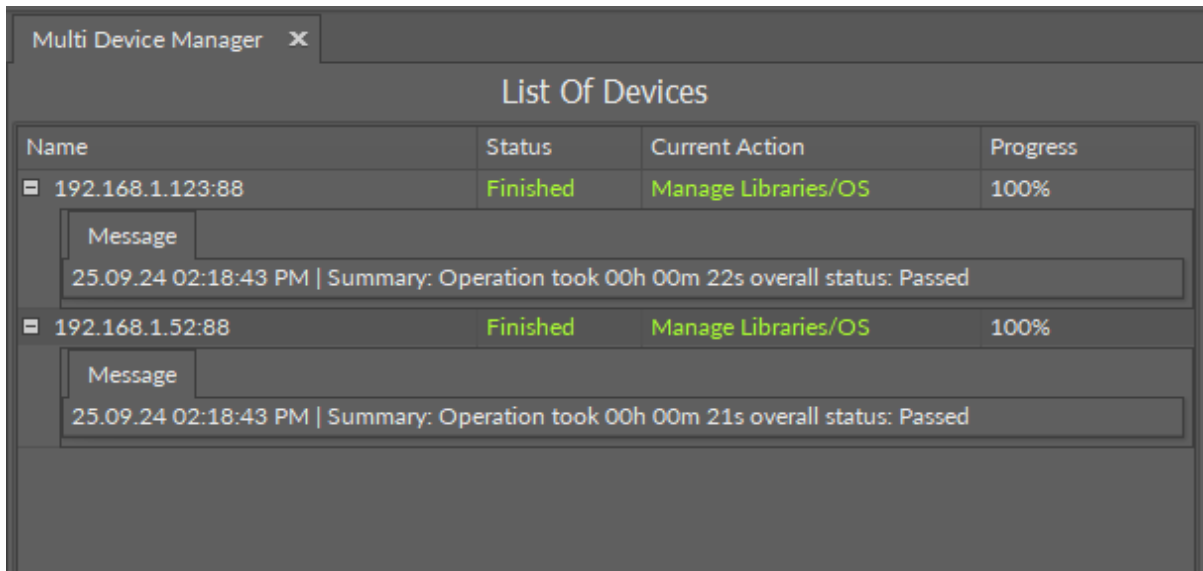 Multi Device Manager
List Of Devices
Name Status Current Action Progress
192.168.1.123:88 Finished Manage Libraries/OS 100%
Message
25.09.24 02:18:43 PM | Summary: Operation took 00h 00m 22s overall status: Passed
192.168.1.52:88 Finished Manage Libraries/OS 100%
Message
25.09.24 02:18:43 PM | Summary: Operation took 00h 00m 21s overall status: Passed